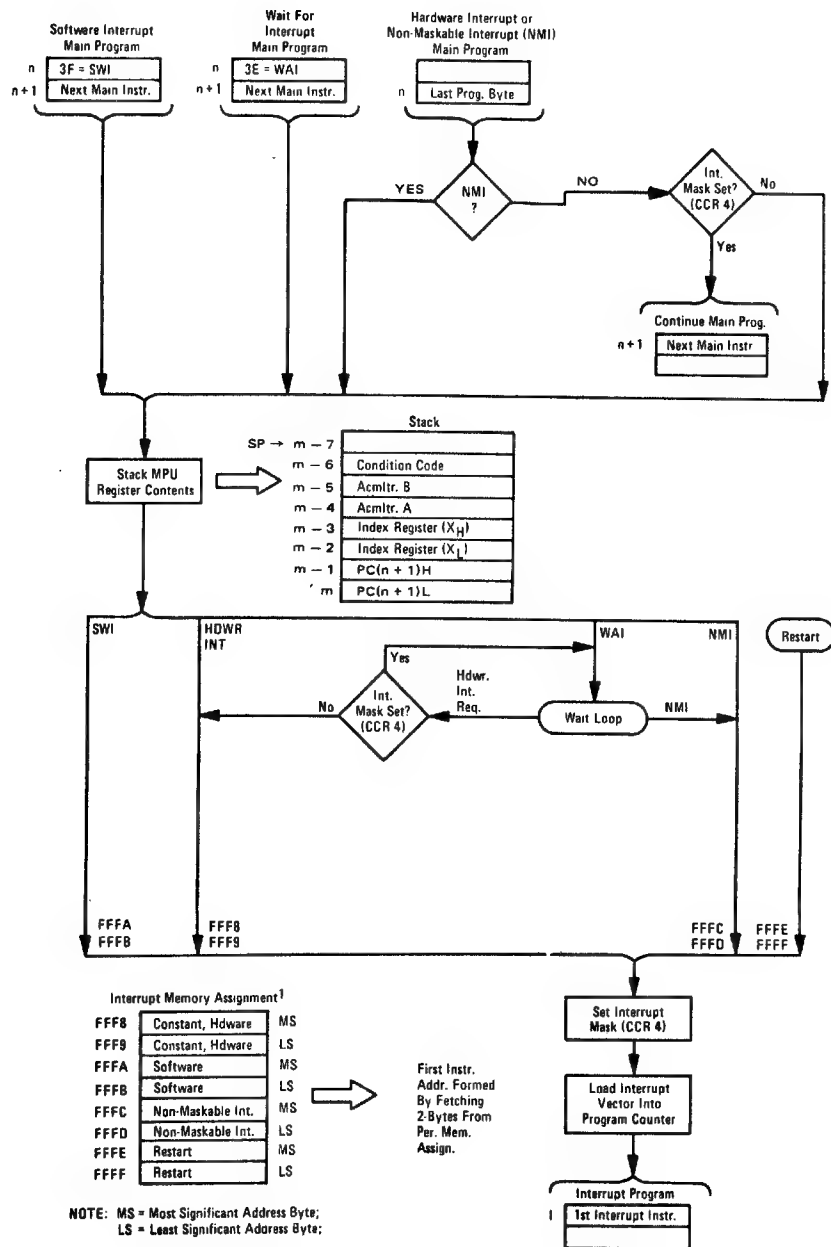 Software Interrupt
Main Program
n 3F = SWI
n+1 Next Main Instr.
Wait For
Interrupt
Main Program
n 3E = WAI
n+1 Next Main Instr.
Hardware Interrupt or
Non-Maskable Interrupt (NMI)
Main Program
n Last Prog. Byte
YES
NMI
?
NO
Int.
Mask Set?
(CCR 4)
No
Yes
Continue Main Prog.
n+1 Next Main Instr
Stack MPU
Register Contents
Stack
SP → m – 7
m – 6 Condition Code
m – 5 Acmltr. B
m – 4 Acmltr. A
m – 3 Index Register (X_H)
m – 2 Index Register (X_L)
m – 1 PC(n + 1)H
m PC(n + 1)L
SWI
HDWR
INT
Yes
Int.
Mask Set?
(CCR 4)
No
Hdwr.
Int.
Req.
WAI
Wait Loop
NMI
NMI
Restart
FFFA
FFFB
FFF8
FFF9
FFFC
FFFD
FFFE
FFFF
Interrupt Memory Assignment¹
FFF8 Constant, Hdware MS
FFF9 Constant, Hdware LS
FFFA Software MS
FFFB Software LS
FFFC Non-Maskable Int. MS
FFFD Non-Maskable Int. LS
FFFE Restart MS
FFFF Restart LS
NOTE: MS = Most Significant Address Byte;
LS = Least Significant Address Byte;
First Instr.
Addr. Formed
By Fetching
2-Bytes From
Per. Mem.
Assign.
Set Interrupt
Mask (CCR 4)
Load Interrupt
Vector Into
Program Counter
Interrupt Program
I 1st Interrupt Instr.